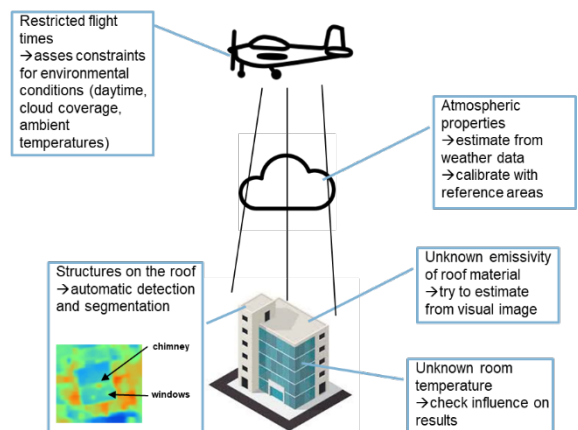 Restricted flight
times
→asses constraints
for environmental
conditions (daytime,
cloud coverage,
ambient
temperatures)
Atmospheric
properties
→estimate from
weather data
→calibrate with
reference areas
Structures on the roof
→automatic detection
and segmentation
chimney
windows
Unknown emissivity
of roof material
→try to estimate
from visual image
Unknown room
temperature
→check influence on
results